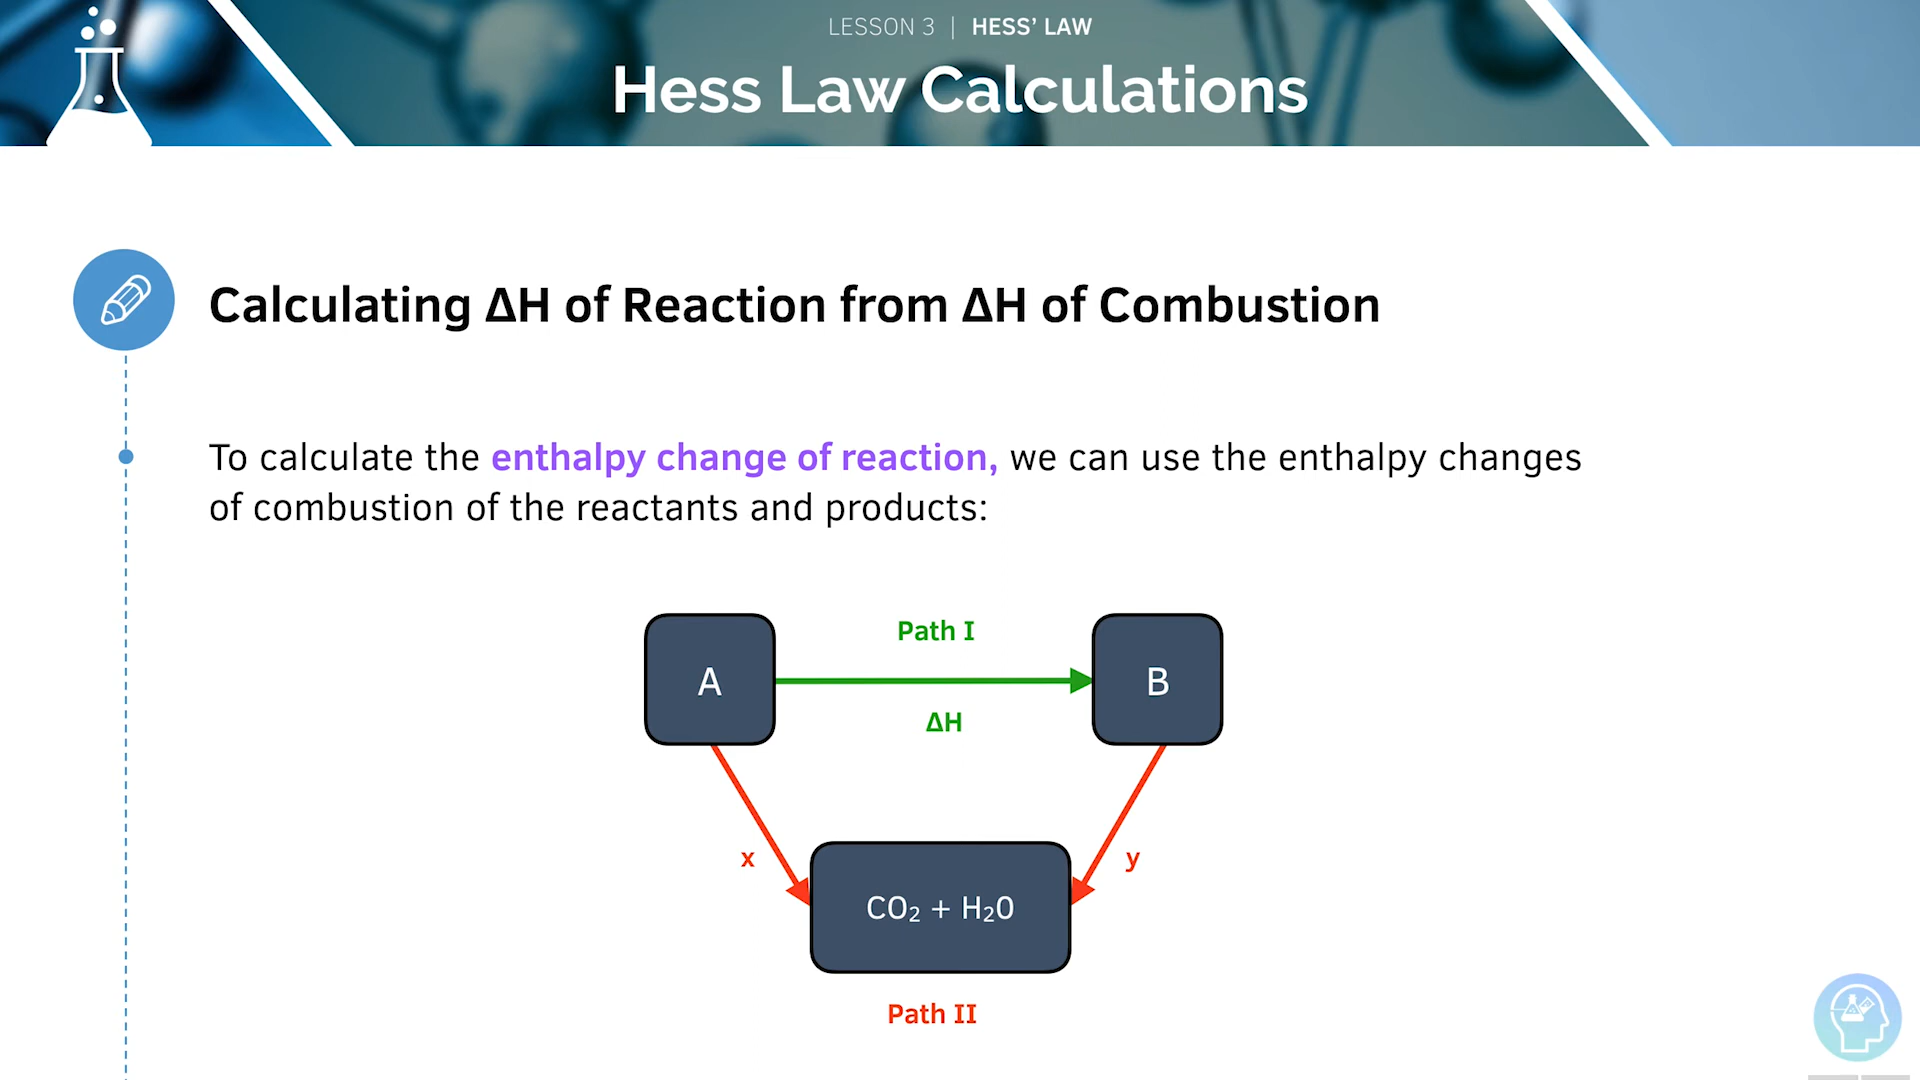 LESSON 3 | HESS’ LAW
Hess Law Calculations
Calculating ΔH of Reaction from ΔH of Combustion
To calculate the enthalpy change of reaction, we can use the enthalpy changes
of combustion of the reactants and products:
Path I
A
B
ΔH
x
y
CO₂ + H₂O
Path II